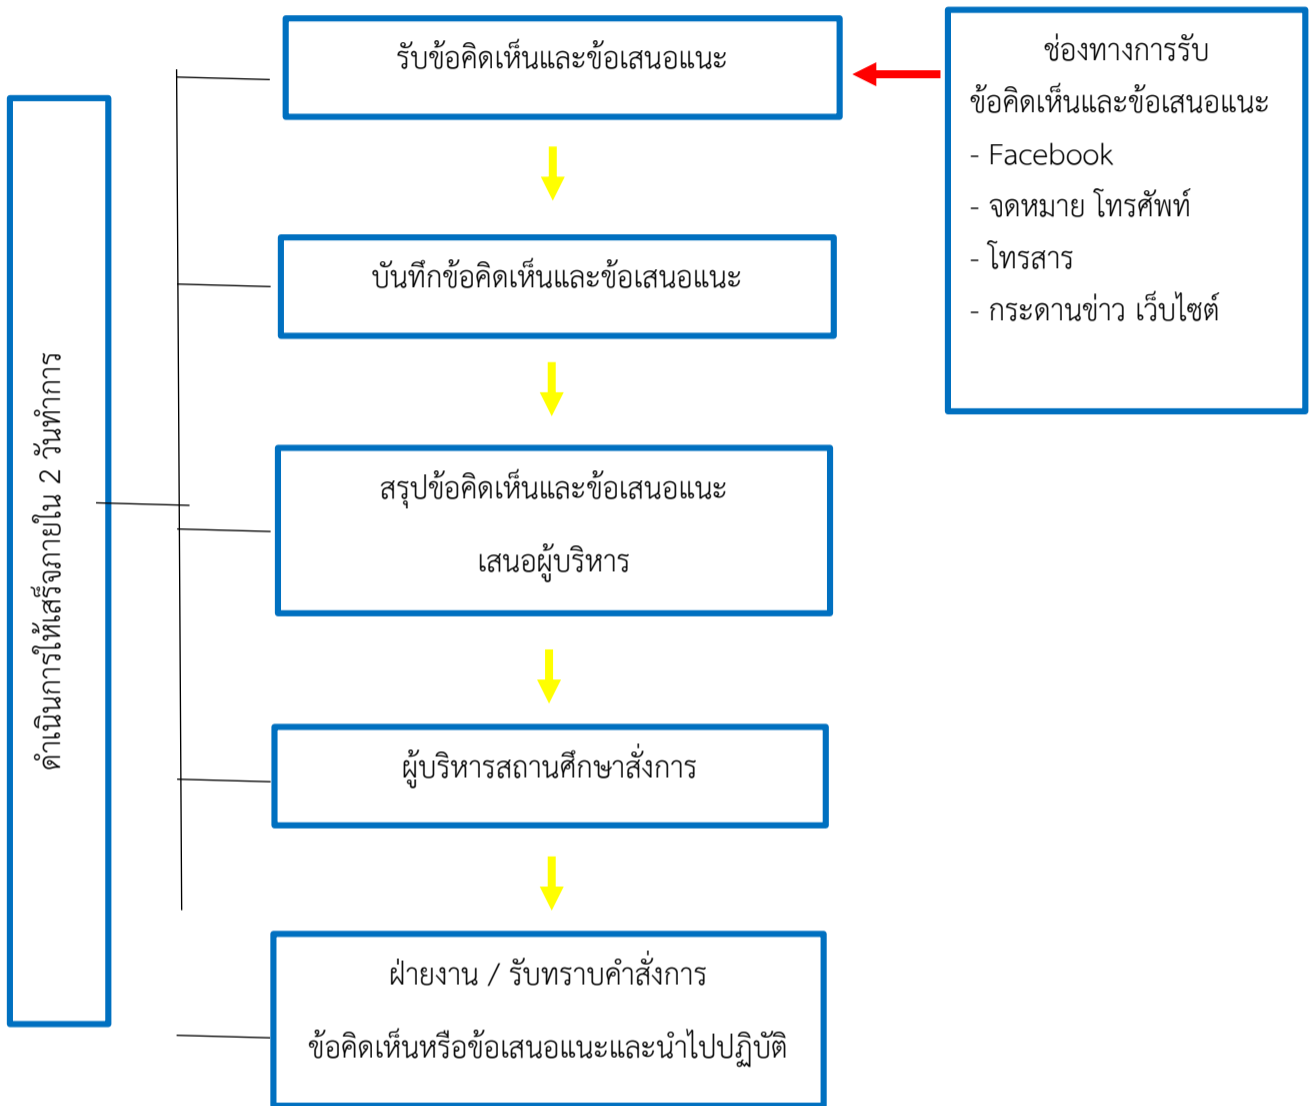 รับข้อคิดเห็นและข้อเสนอแนะ
ช่องทางการรับ
ข้อคิดเห็นและข้อเสนอแนะ
- Facebook
- จดหมาย โทรศัพท์
- โทรสาร
- กระดานข่าว เว็บไซต์
บันทึกข้อคิดเห็นและข้อเสนอแนะ
สรุปข้อคิดเห็นและข้อเสนอแนะ
เสนอผู้บริหาร
ผู้บริหารสถานศึกษาสั่งการ
ฝ่ายงาน / รับทราบคำสั่งการ
ข้อคิดเห็นหรือข้อเสนอแนะและนำไปปฏิบัติ
ดำเนินการให้เสร็จภายใน 2 วันทำการ